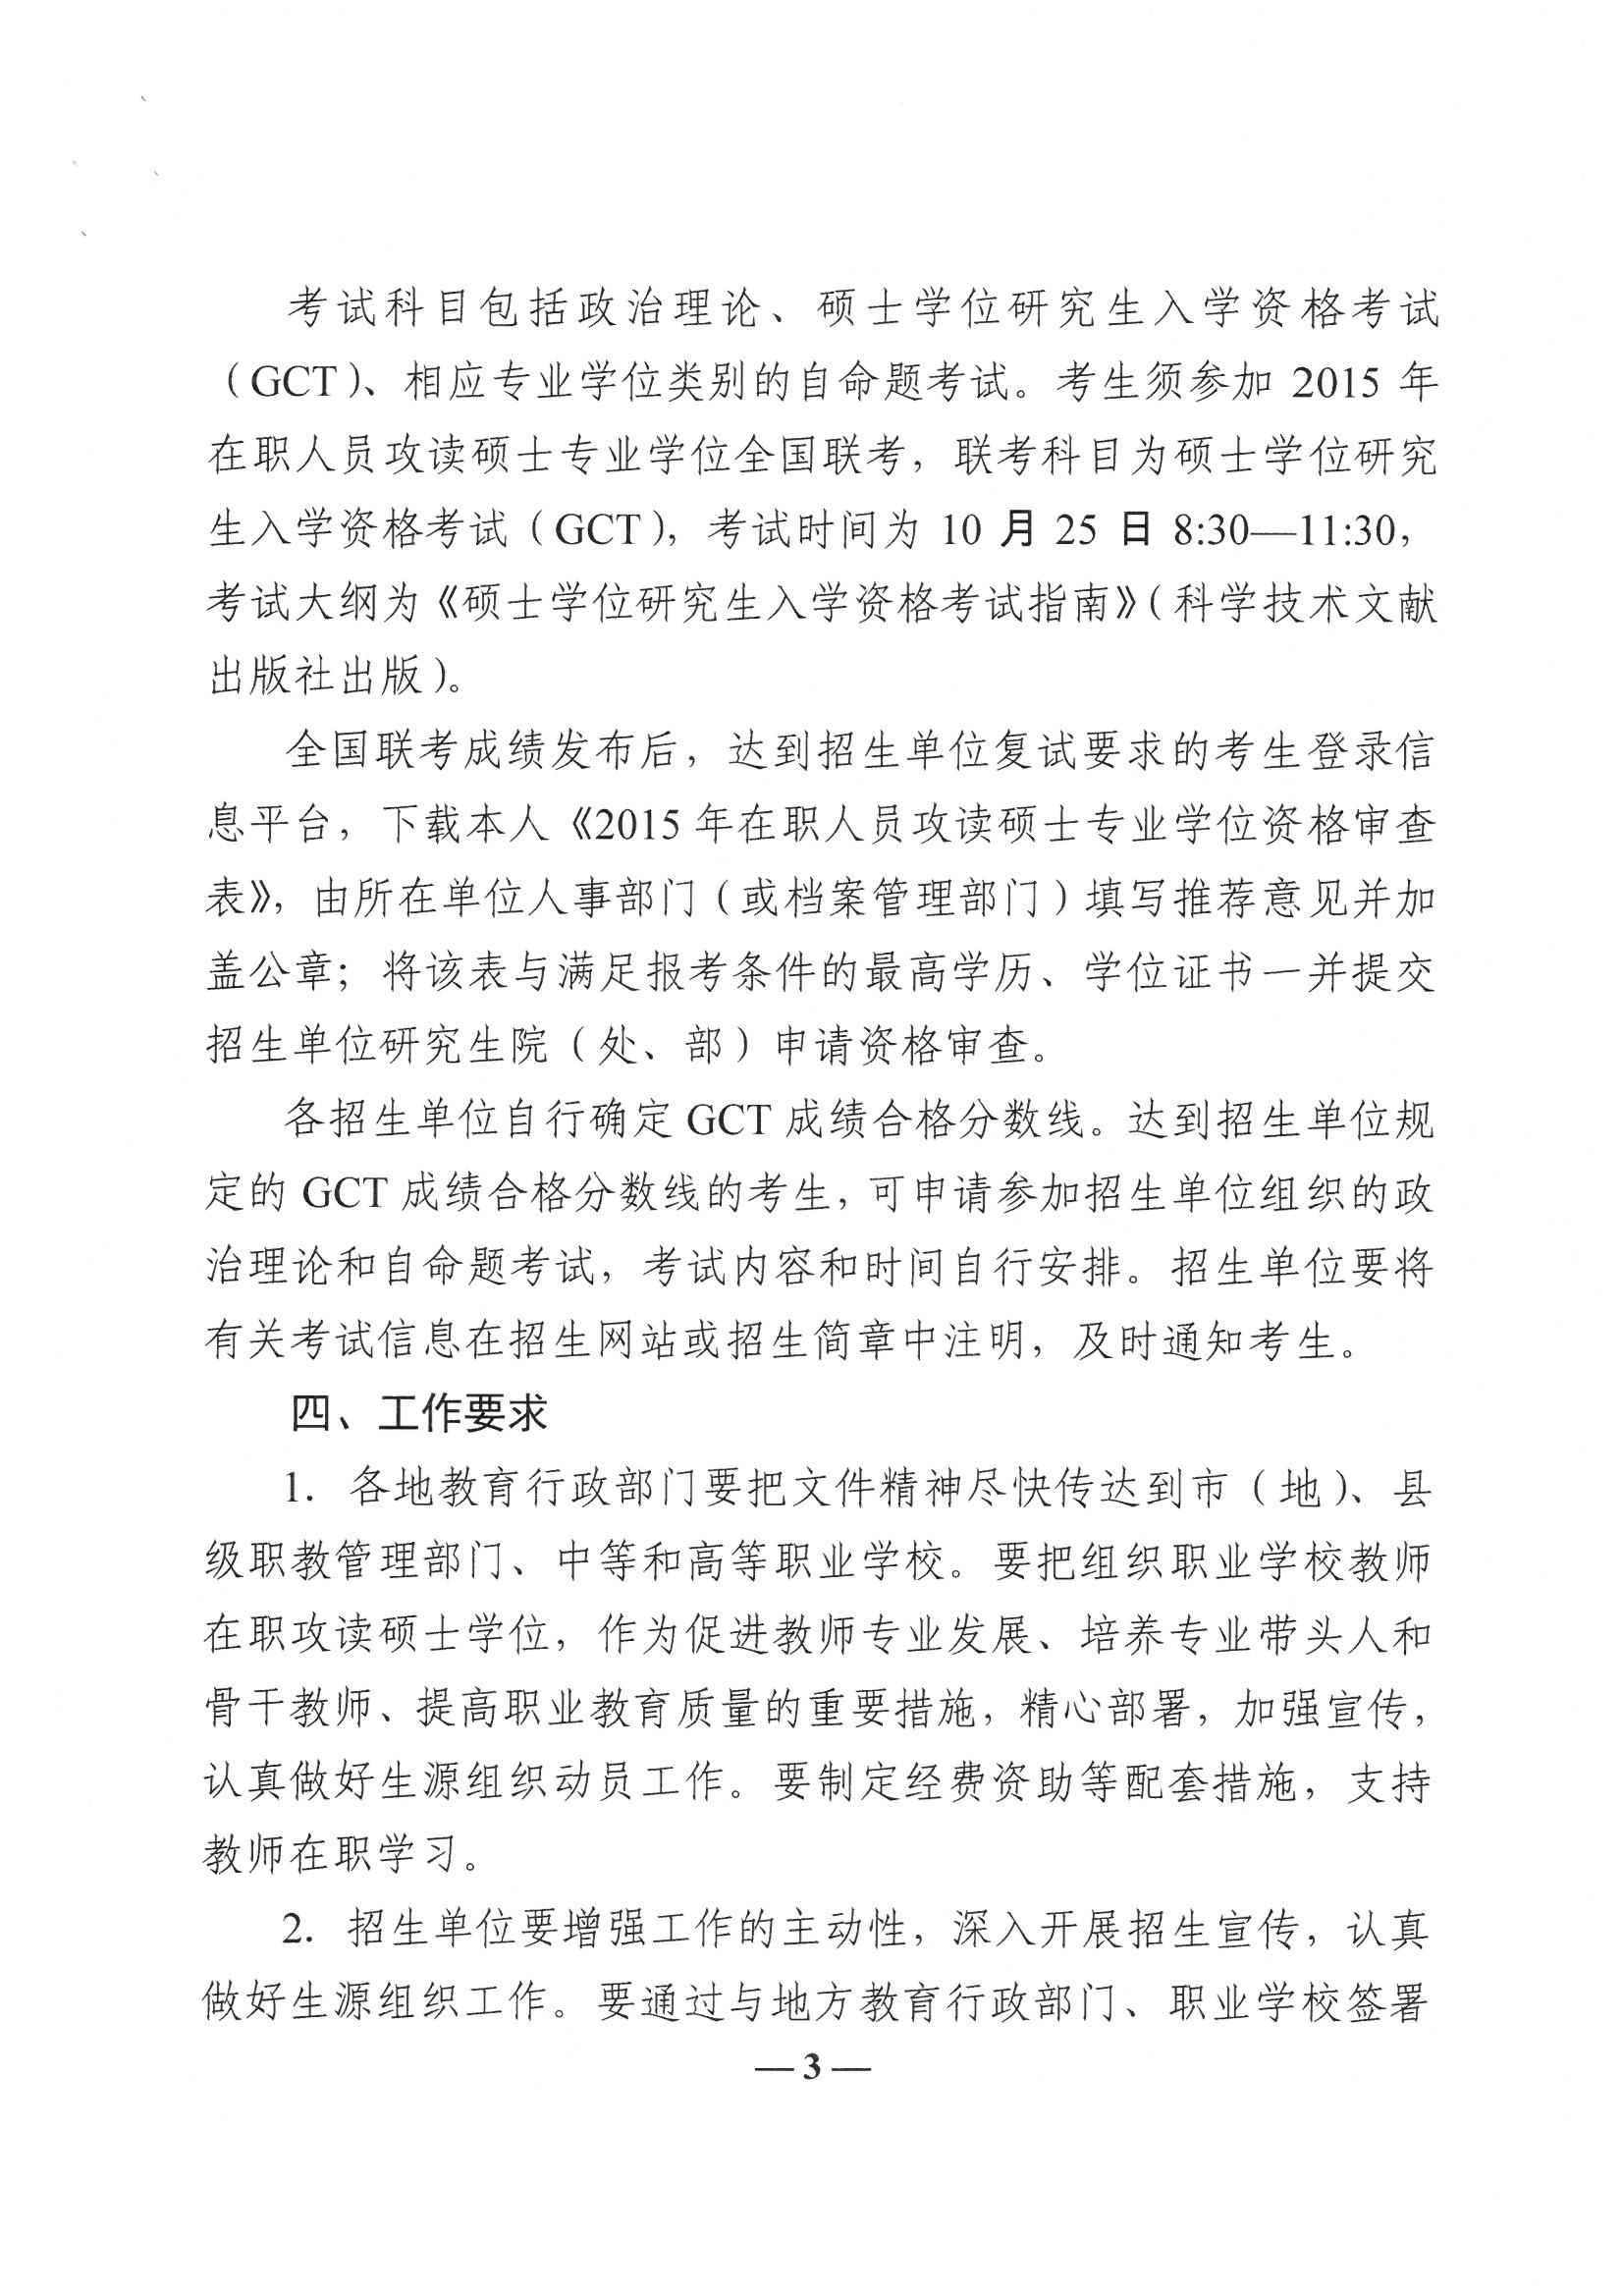 考试科目包括政治理论、硕士学位研究生入学资格考试
（GCT）、相应专业学位类别的自命题考试。考生须参加 2015 年
在职人员攻读硕士专业学位全国联考，联考科目为硕士学位研究
生入学资格考试（GCT），考试时间为 10 月 25 日 8:30—11:30，
考试大纲为《硕士学位研究生入学资格考试指南》（科学技术文献
出版社出版）。
全国联考成绩发布后，达到招生单位复试要求的考生登录信
息平台，下载本人《2015 年在职人员攻读硕士专业学位资格审查
表》，由所在单位人事部门（或档案管理部门）填写推荐意见并加
盖公章；将该表与满足报考条件的最高学历、学位证书一并提交
招生单位研究生院（处、部）申请资格审查。
各招生单位自行确定 GCT 成绩合格分数线。达到招生单位规
定的 GCT 成绩合格分数线的考生，可申请参加招生单位组织的政
治理论和自命题考试，考试内容和时间自行安排。招生单位要将
有关考试信息在招生网站或招生简章中注明，及时通知考生。
四、工作要求
1. 各地教育行政部门要把文件精神尽快传达到市（地）、县
级职教管理部门、中等和高等职业学校。要把组织职业学校教师
在职攻读硕士学位，作为促进教师专业发展、培养专业带头人和
骨干教师、提高职业教育质量的重要措施，精心部署，加强宣传，
认真做好生源组织动员工作。要制定经费资助等配套措施，支持
教师在职学习。
2. 招生单位要增强工作的主动性，深入开展招生宣传，认真
做好生源组织工作。要通过与地方教育行政部门、职业学校签署
— 3 —